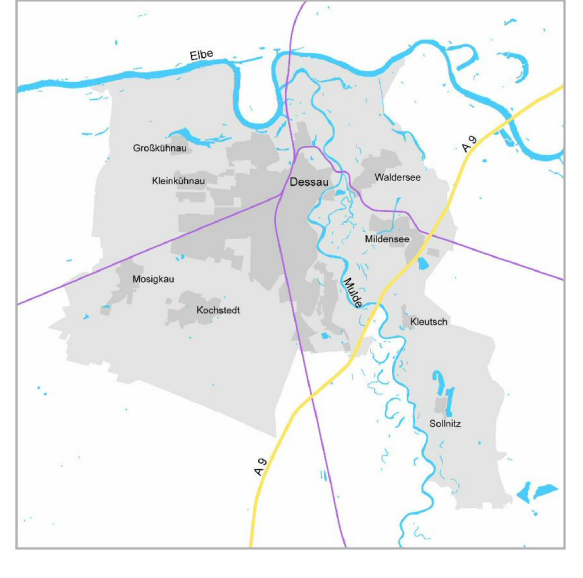 Elbe
A 9
Großkühnau
Kleinkühnau
Dessau
Waldersee
Mildensee
Mosigkau
Mulde
Kochstedt
Kleutsch
Sollnitz
A 9